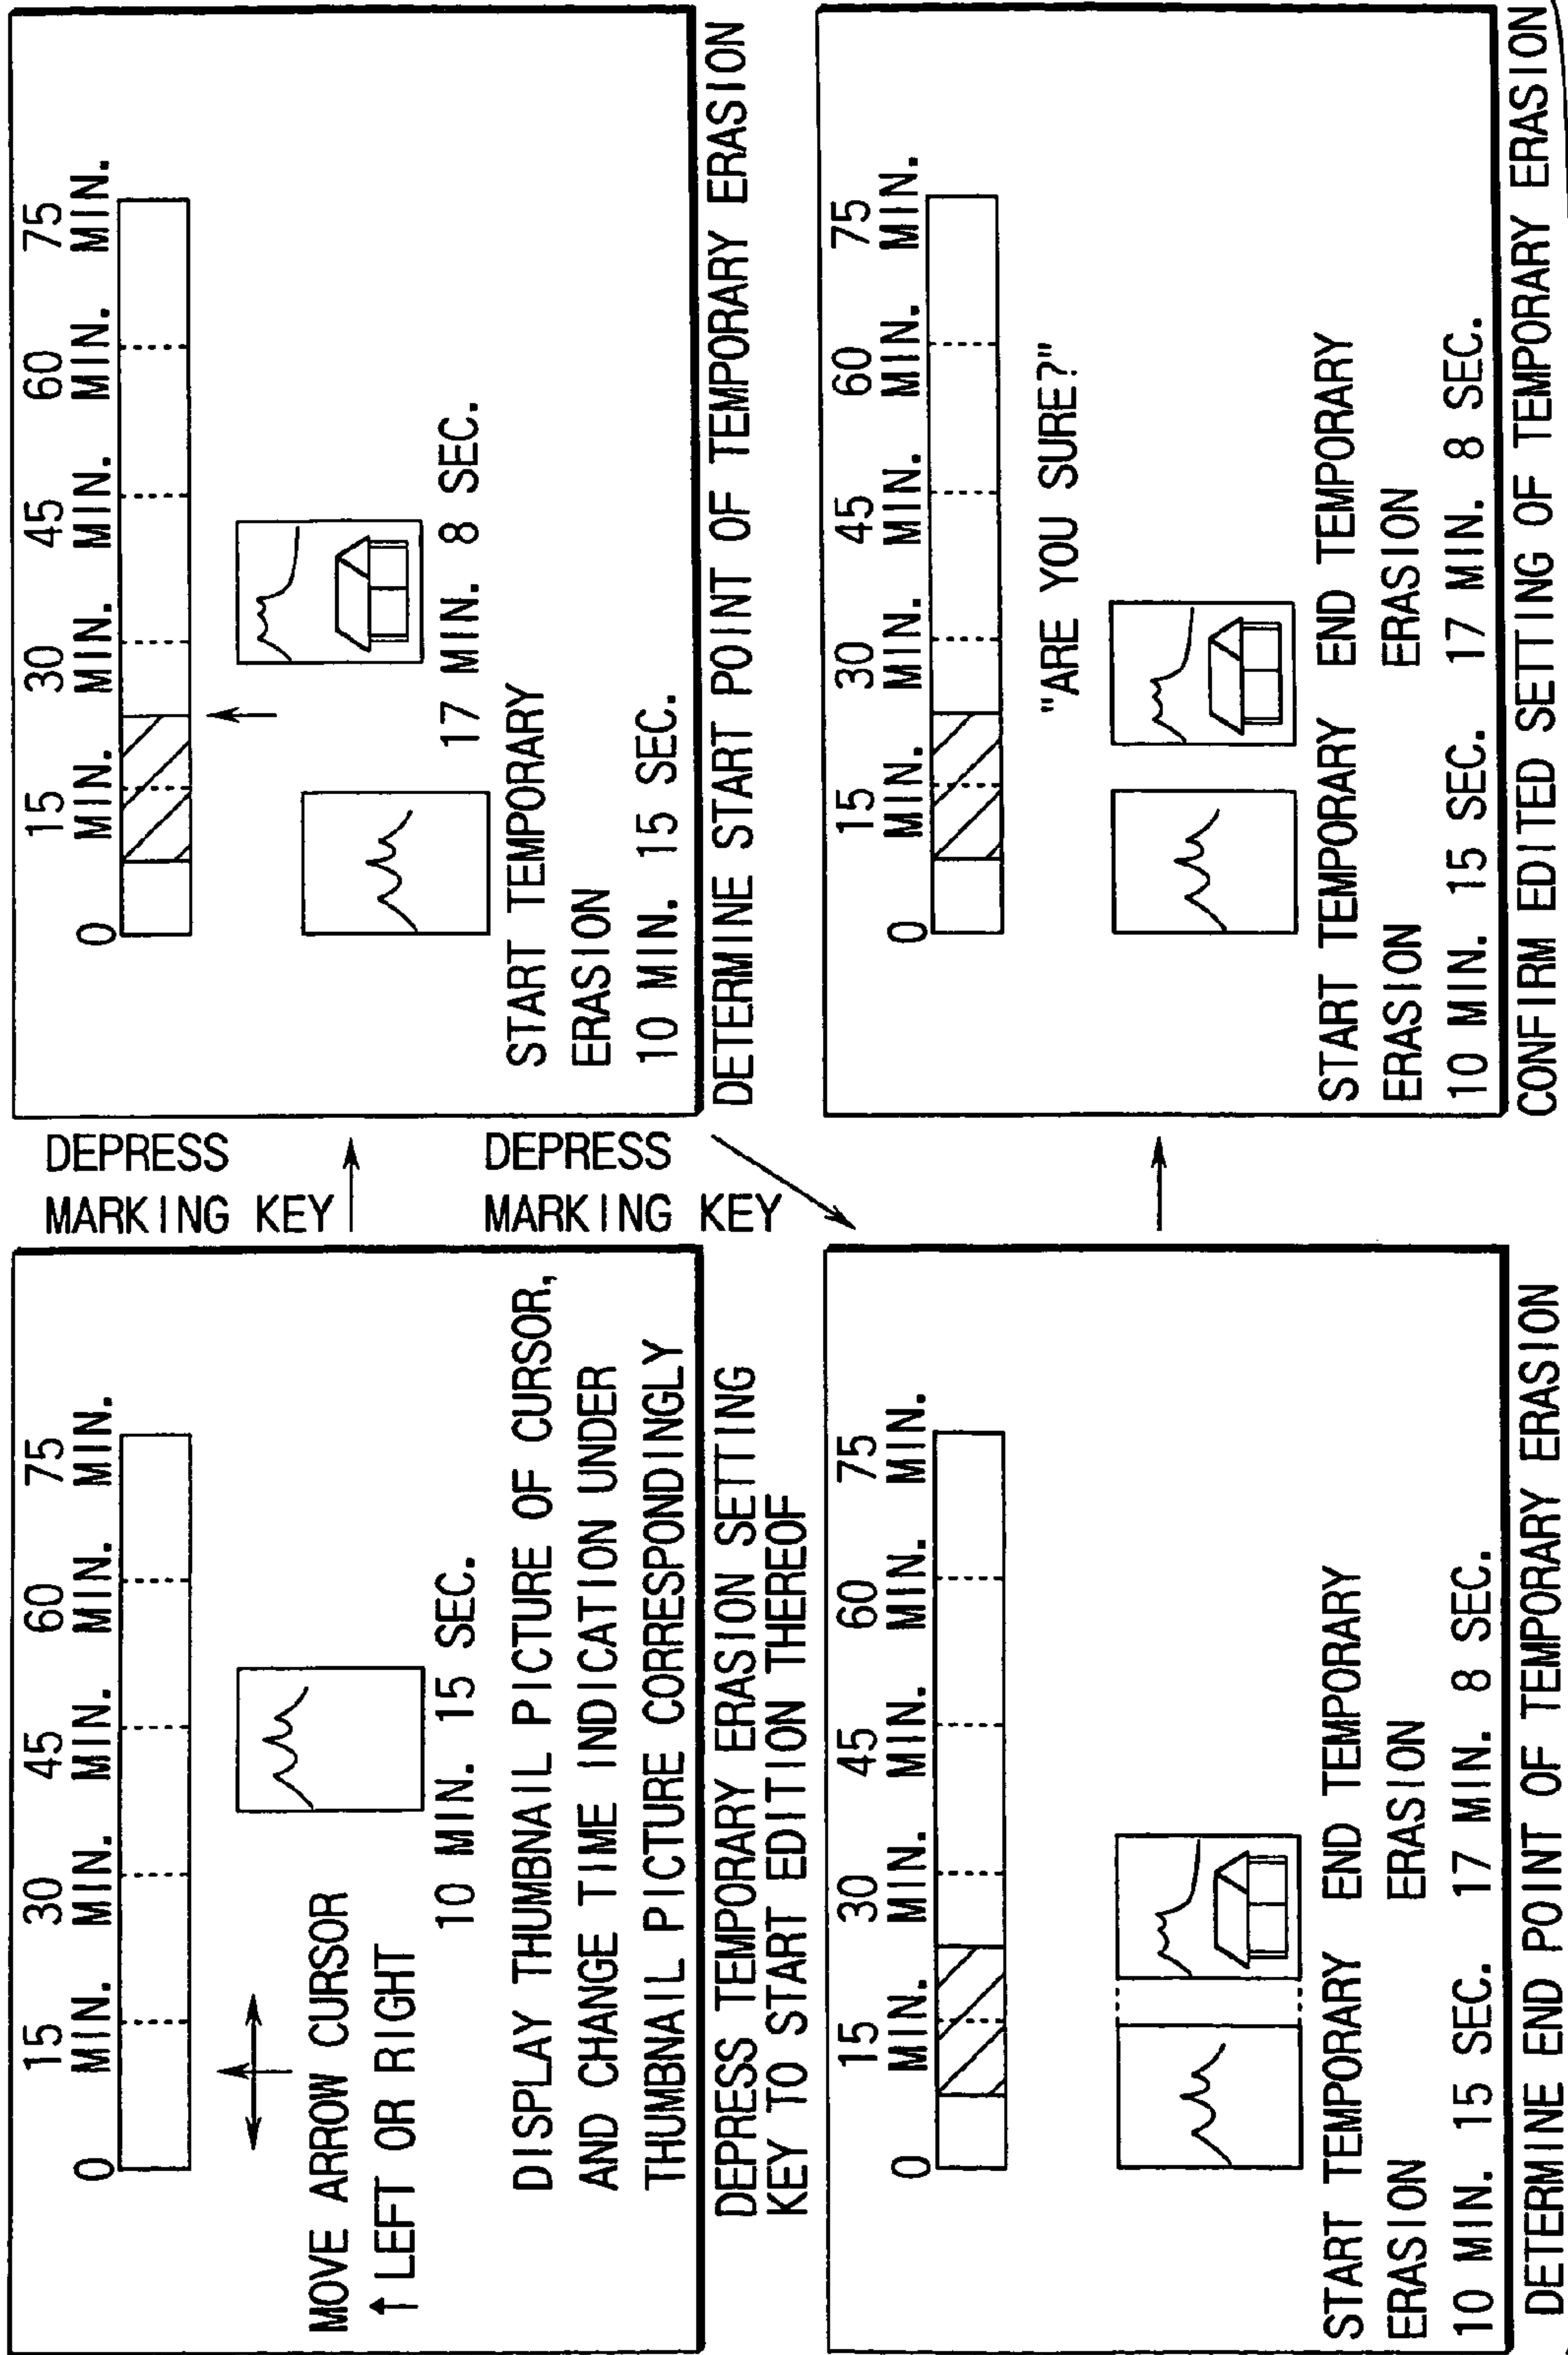 0
15 MIN.
30 MIN.
45 MIN.
60 MIN.
75 MIN.
MOVE ARROW CURSOR
↑ LEFT OR RIGHT
10 MIN. 15 SEC.
DISPLAY THUMBNAIL PICTURE OF CURSOR,
AND CHANGE TIME INDICATION UNDER
THUMBNAIL PICTURE CORRESPONDINGLY
DEPRESS TEMPORARY ERASION SETTING
KEY TO START EDITION THEREOF
DEPRESS
MARKING KEY
0
15 MIN.
30 MIN.
45 MIN.
60 MIN.
75 MIN.
17 MIN. 8 SEC.
START TEMPORARY
ERASION
10 MIN. 15 SEC.
DETERMINE START POINT OF TEMPORARY ERASION
DEPRESS
MARKING KEY
0
15 MIN.
30 MIN.
45 MIN.
60 MIN.
75 MIN.
START TEMPORARY END TEMPORARY
ERASION ERASION
10 MIN. 15 SEC. 17 MIN. 8 SEC.
DETERMINE END POINT OF TEMPORARY ERASION
0
15 MIN.
30 MIN.
45 MIN.
60 MIN.
75 MIN.
"ARE YOU SURE?"
START TEMPORARY END TEMPORARY
ERASION ERASION
10 MIN. 15 SEC. 17 MIN. 8 SEC.
CONFIRM EDITED SETTING OF TEMPORARY ERASION